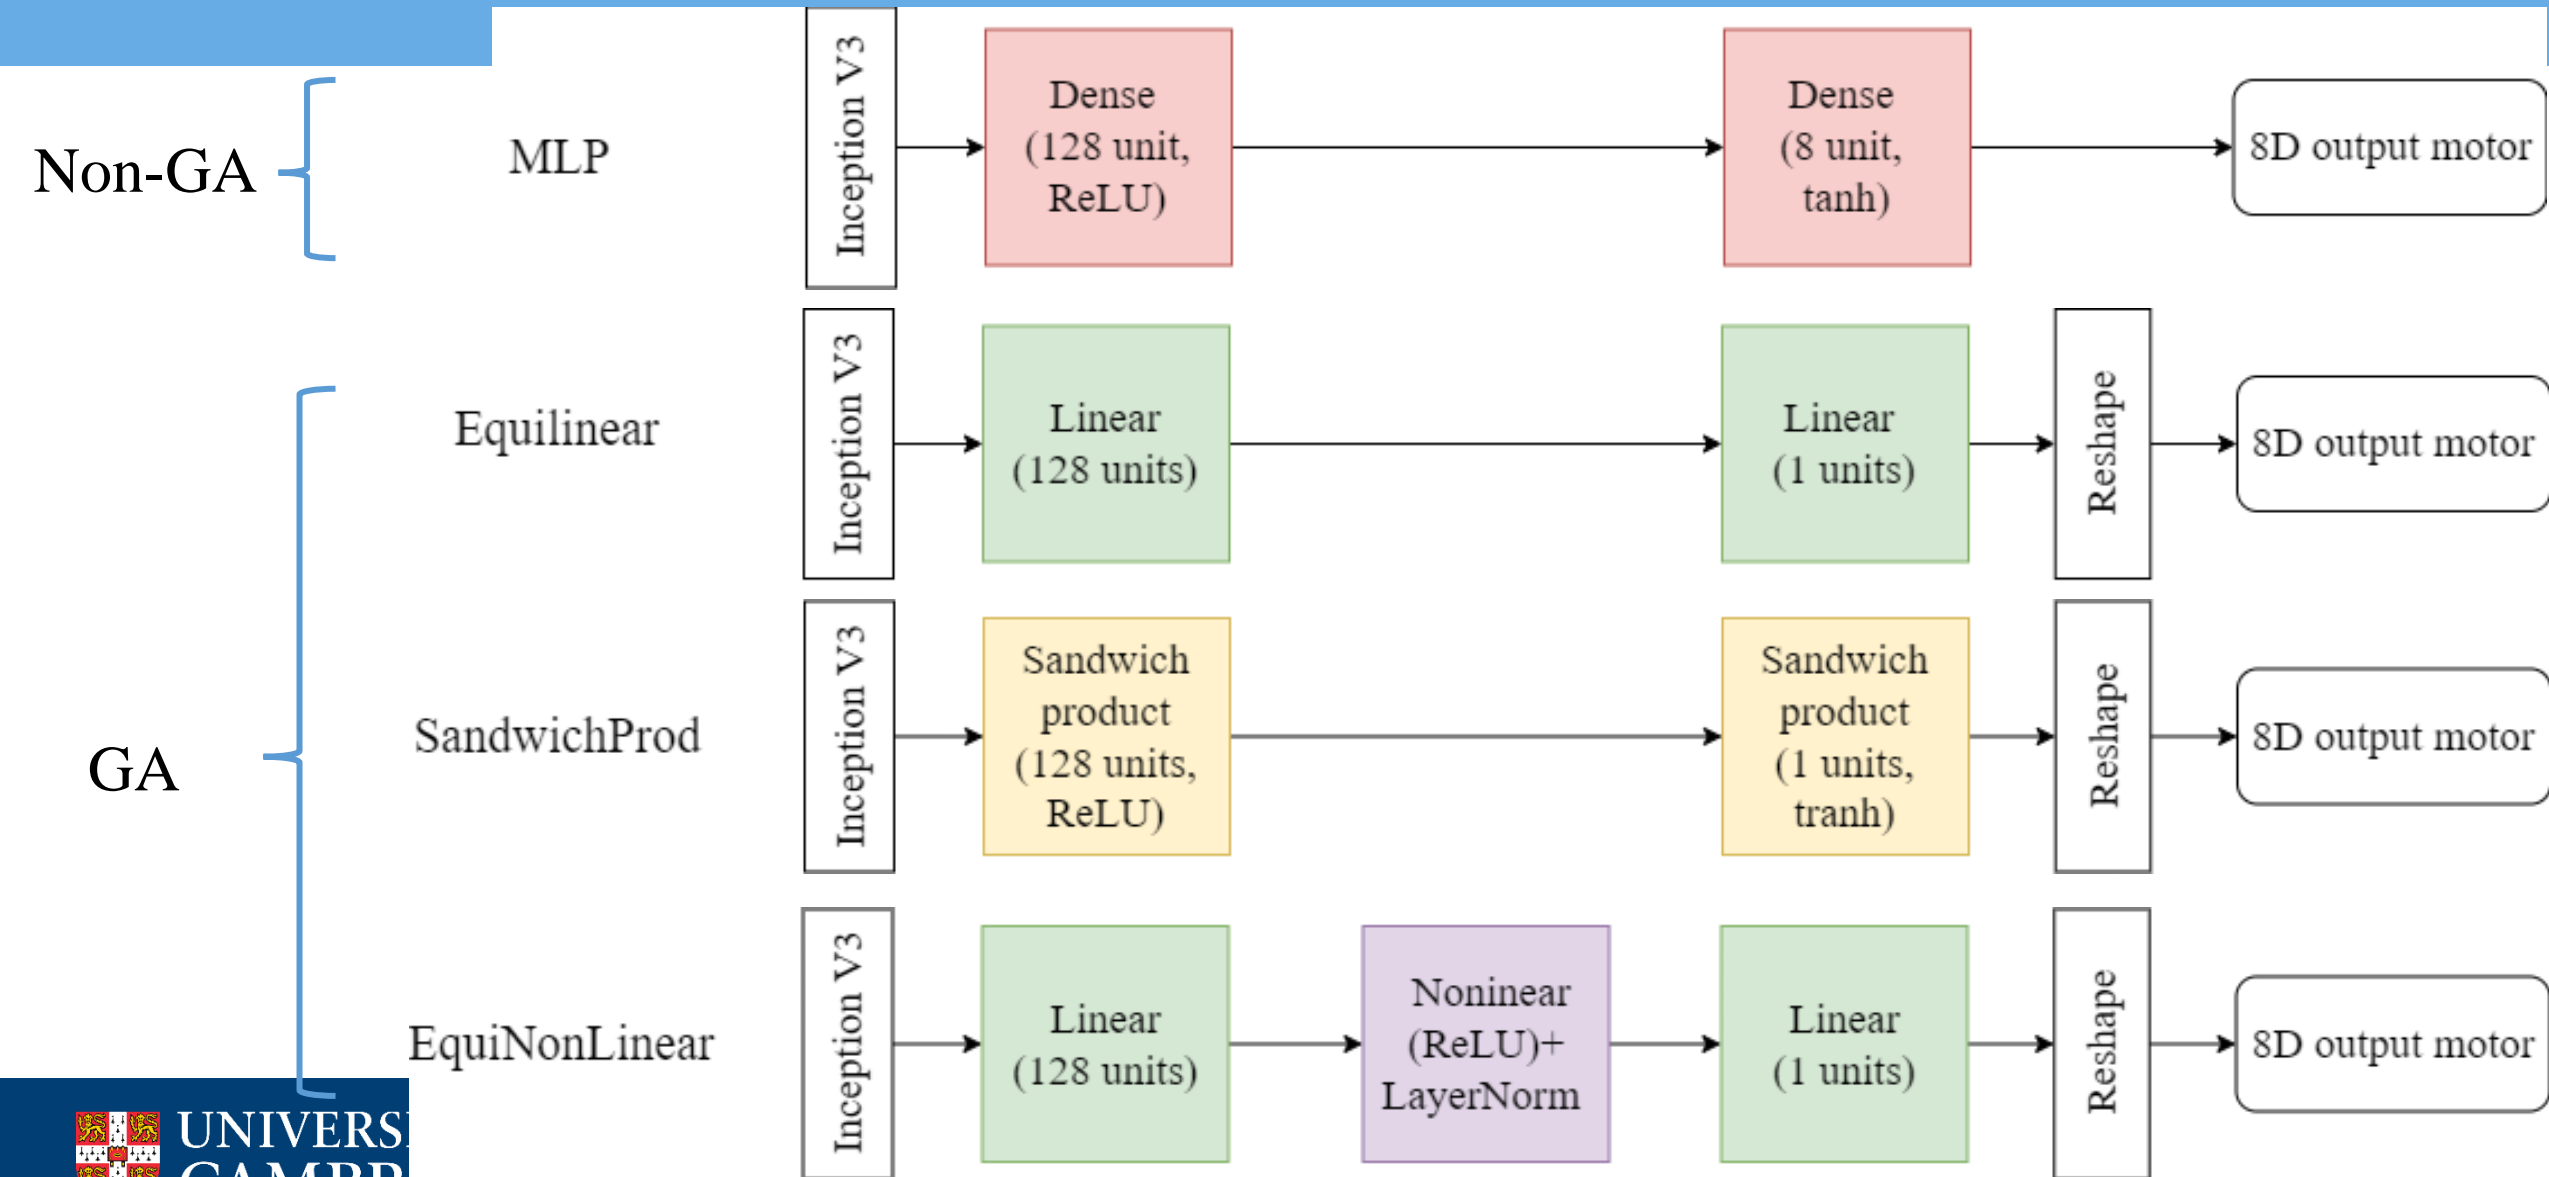 Non-GA
MLP
Inception V3
Dense
(128 unit,
ReLU)
Dense
(8 unit,
tanh)
8D output motor
GA
Equilinear
Inception V3
Linear
(128 units)
Linear
(1 units)
Reshape
8D output motor
SandwichProd
Inception V3
Sandwich
product
(128 units,
ReLU)
Sandwich
product
(1 units,
tranh)
Reshape
8D output motor
EquiNonLinear
Inception V3
Linear
(128 units)
Noninear
(ReLU)+
LayerNorm
Linear
(1 units)
Reshape
8D output motor
UNIVERS